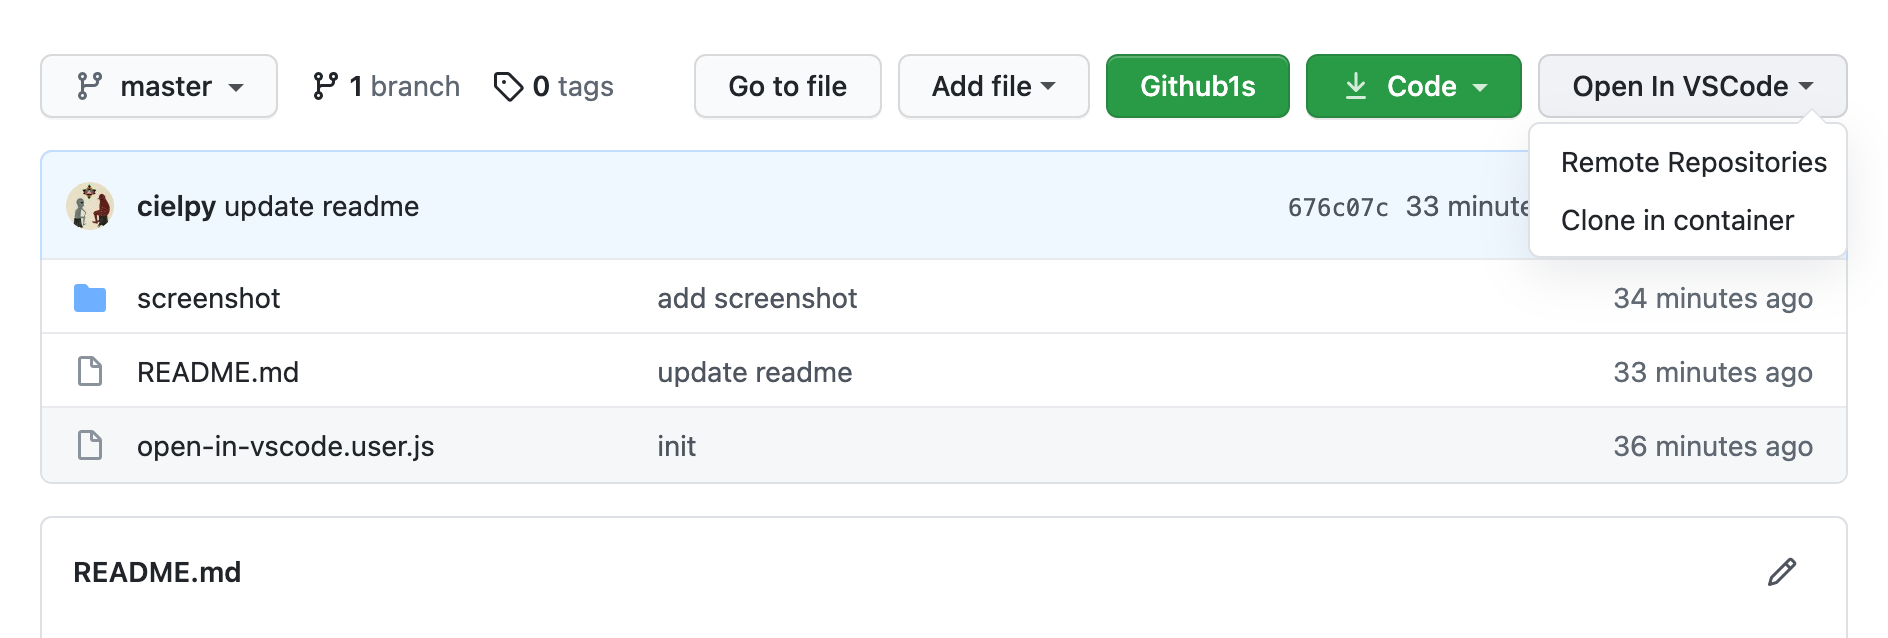 master 1 branch 0 tags Go to file Add file Github1s Code Open In VSCode
Remote Repositories
Clone in container
cielpy update readme 676c07c 33
screenshot add screenshot 34 minutes ago
README.md update readme 33 minutes ago
open-in-vscode.user.js init 36 minutes ago
README.md